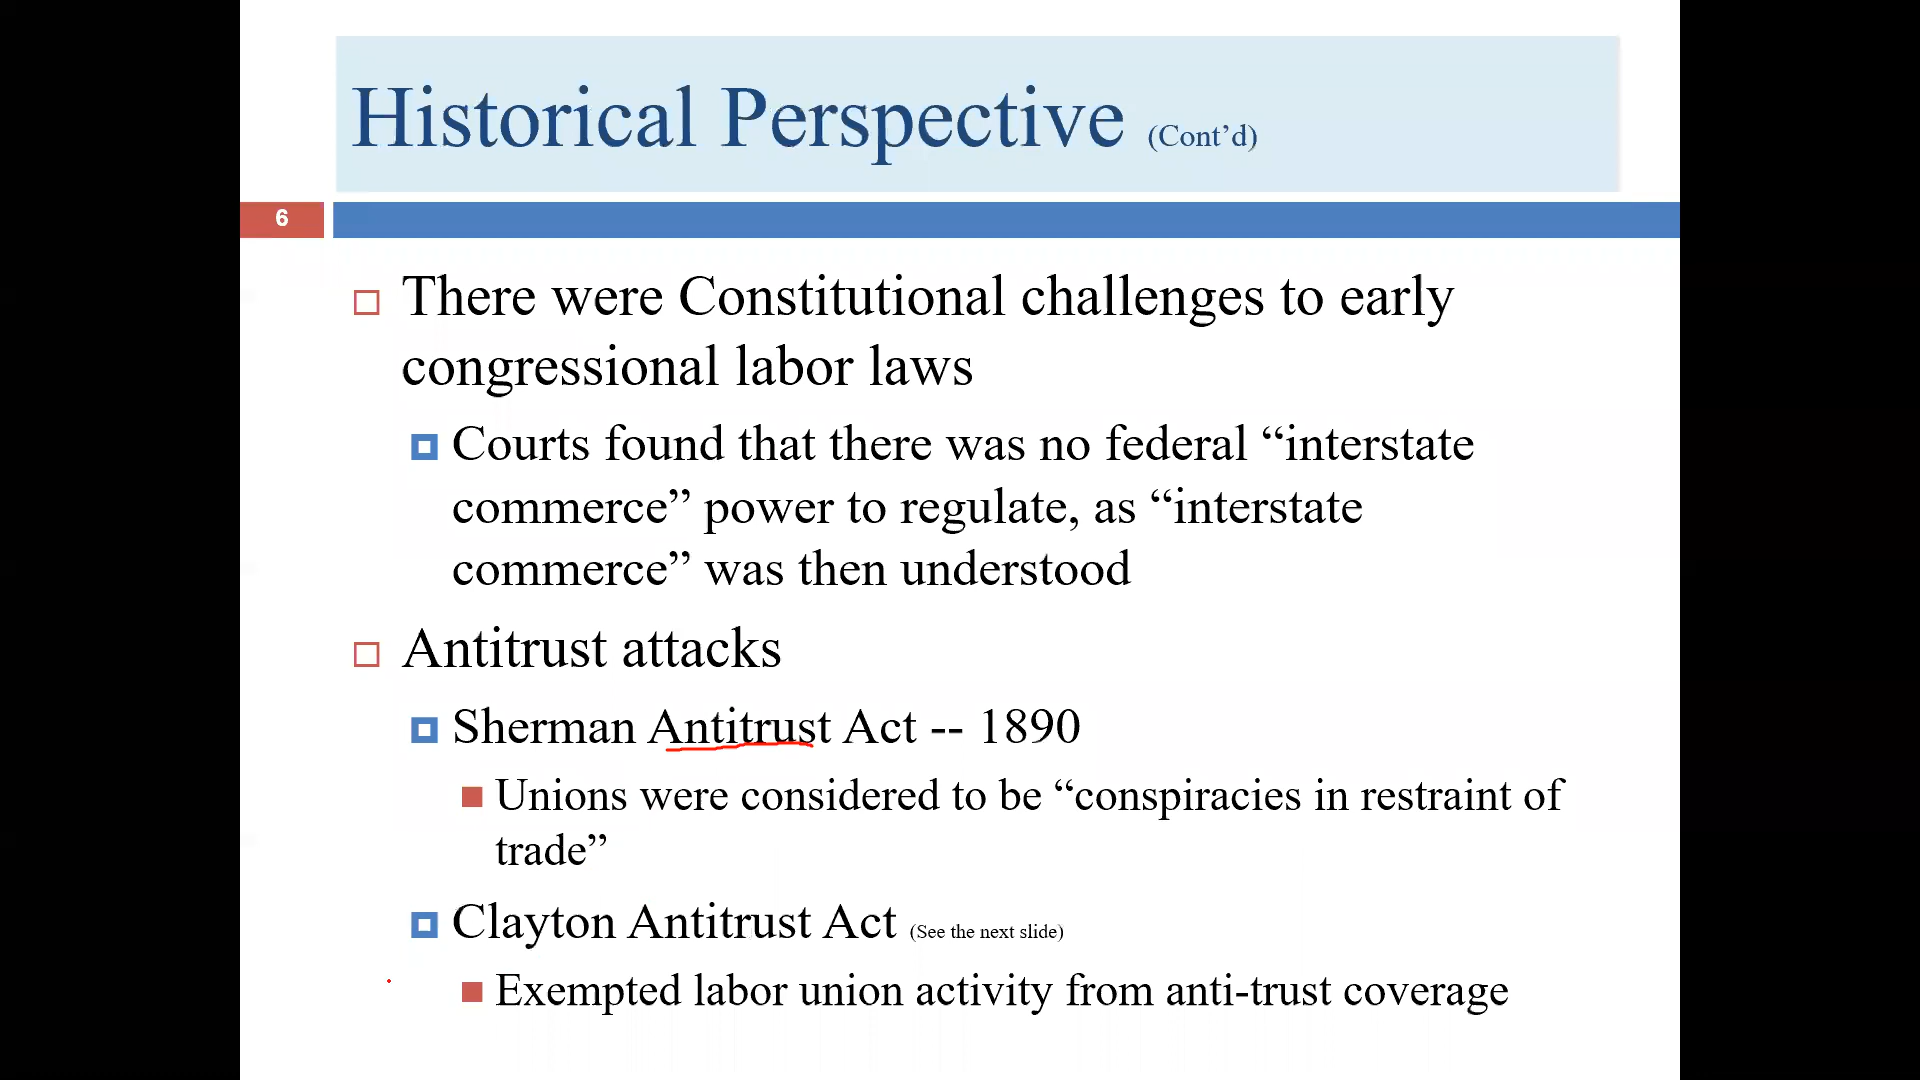 Historical Perspective (Cont’d)
6
There were Constitutional challenges to early
congressional labor laws
Courts found that there was no federal “interstate
commerce” power to regulate, as “interstate
commerce” was then understood
Antitrust attacks
Sherman Antitrust Act -- 1890
Unions were considered to be “conspiracies in restraint of
trade”
Clayton Antitrust Act (See the next slide)
Exempted labor union activity from anti-trust coverage